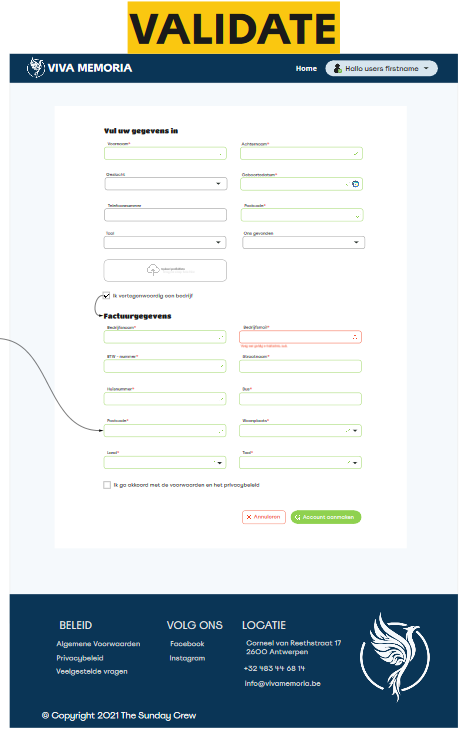 VALIDATE
VIVA MEMORIA
Home
Hallo users firstname
Vul uw gegevens in
Voornaam*
Achternaam*
Geslacht
Geboortedatum*
Telefoonnummer
Postcode*
Taal
Ons gevonden
Ik vertegenwoordig een bedrijf
Factuurgegevens
Bedrijfsnaam*
Bedrijfsmail*
BTW - nummer*
Straatnaam*
Huisnummer*
Bus*
Postcode*
Woonplaats*
Land*
Taal*
Ik ga akkoord met de voorwoorden en het privacybeleid
Annuleren
Account aanmaken
BELEID
VOLG ONS
LOCATIE
Algemene Voorwaarden
Facebook
Corneel van Reethstraat 17
2600 Antwerpen
Privacybeleid
Instagram
Veelgestelde vragen
+32 483 44 68 14
info@vivamemoria.be
© Copyright 2021 The Sunday Crew